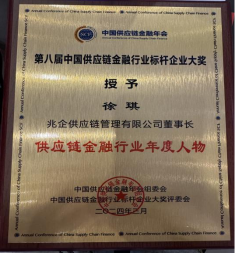 中国供应链金融年会
第八届中国供应链金融行业标杆企业大奖
授予
徐琪
兆企供应链管理有限公司董事长
供应链金融行业年度人物
中国供应链金融年会组委会
中国供应链金融行业标杆企业大奖评委会